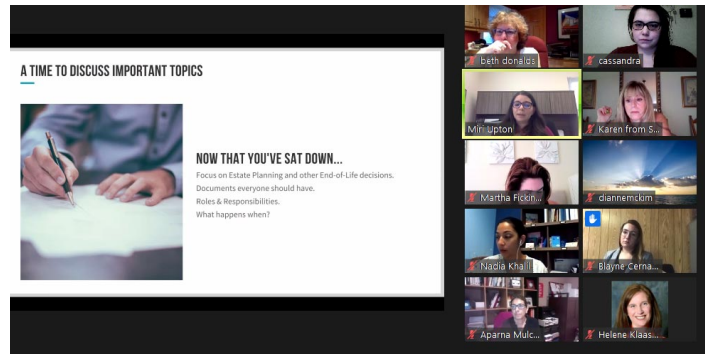 A TIME TO DISCUSS IMPORTANT TOPICS
NOW THAT YOU'VE SAT DOWN...
Focus on Estate Planning and other End-of-Life decisions.
Documents everyone should have.
Roles & Responsibilities.
What happens when?
beth donalds
cassandra
Miri Upton
Karen from S...
Martha Fickin...
diannemckim
Nadia Khalil
Blayne Cerna...
Aparna Mulc...
Helene Klaas...